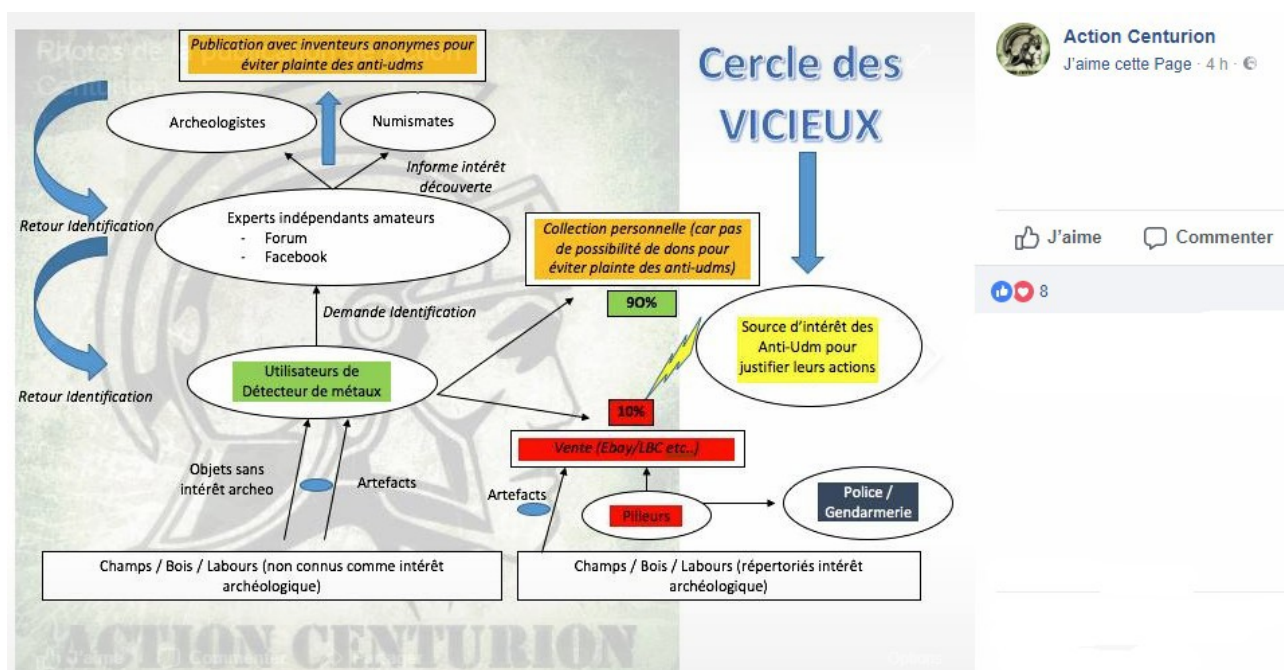 Publication avec inventeurs anonymes pour
éviter plainte des anti-udms
Cercle des
VICIEUX
Archeologistes
Numismates
Informe intérêt
découverte
Retour Identification
Experts indépendants amateurs
- Forum
- Facebook
Collection personnelle (car pas
de possibilité de dons pour
éviter plainte des anti-udms)
90%
Demande Identification
Source d'intérêt des
Anti-Udm pour
justifier leurs actions
Utilisateurs de
Détecteur de métaux
Retour Identification
10%
Vente (Ebay/LBC etc..)
Objets sans
intérêt archeo
Artefacts
Artefacts
Pilleurs
Police /
Gendarmerie
Champs / Bois / Labours (non connus comme intérêt
archéologique)
Champs / Bois / Labours (répertoriés intérêt
archéologique)
ACTION CENTURION
J'aime Commenter Partager
Options
Action Centurion
J'aime cette Page · 4 h ·
J'aime Commenter
8